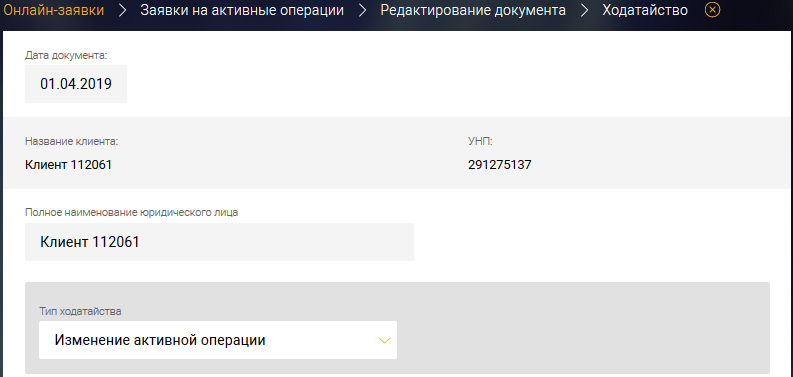 Онлайн-заявки Заявки на активные операции Редактирование документа Ходатайство
Дата документа:
01.04.2019
Название клиента: УНП:
Клиент 112061 291275137
Полное наименование юридического лица
Клиент 112061
Тип ходатайства
Изменение активной операции